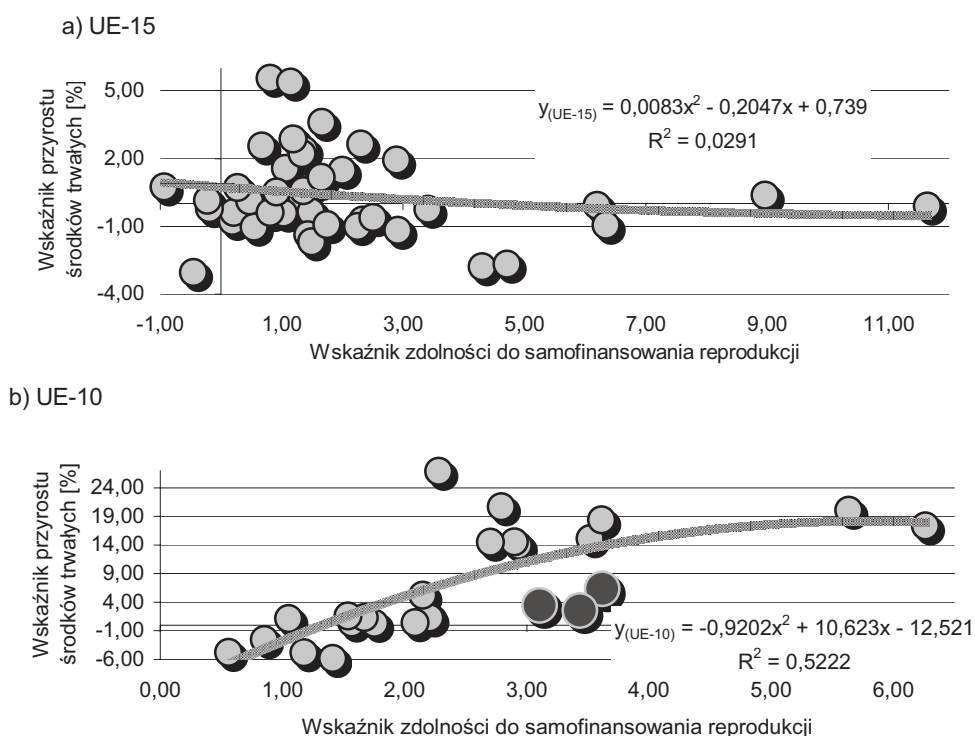 a) UE-15
Wskaźnik przyrostu
środków trwałych [%]
5,00
2,00
-1,00
-4,00
y(UE-15) = 0,0083x² - 0,2047x + 0,739
R² = 0,0291
-1,00 1,00 3,00 5,00 7,00 9,00 11,00
Wskaźnik zdolności do samofinansowania reprodukcji
b) UE-10
Wskaźnik przyrostu
środków trwałych [%]
24,00
19,00
14,00
9,00
4,00
-1,00
-6,00
y(UE-10) = -0,9202x² + 10,623x - 12,521
R² = 0,5222
0,00 1,00 2,00 3,00 4,00 5,00 6,00
Wskaźnik zdolności do samofinansowania reprodukcji